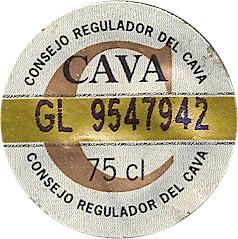 CONSEJO REGULADOR DEL CAVA
CAVA
GL 9547942
75 cl
CONSEJO REGULADOR DEL CAVA